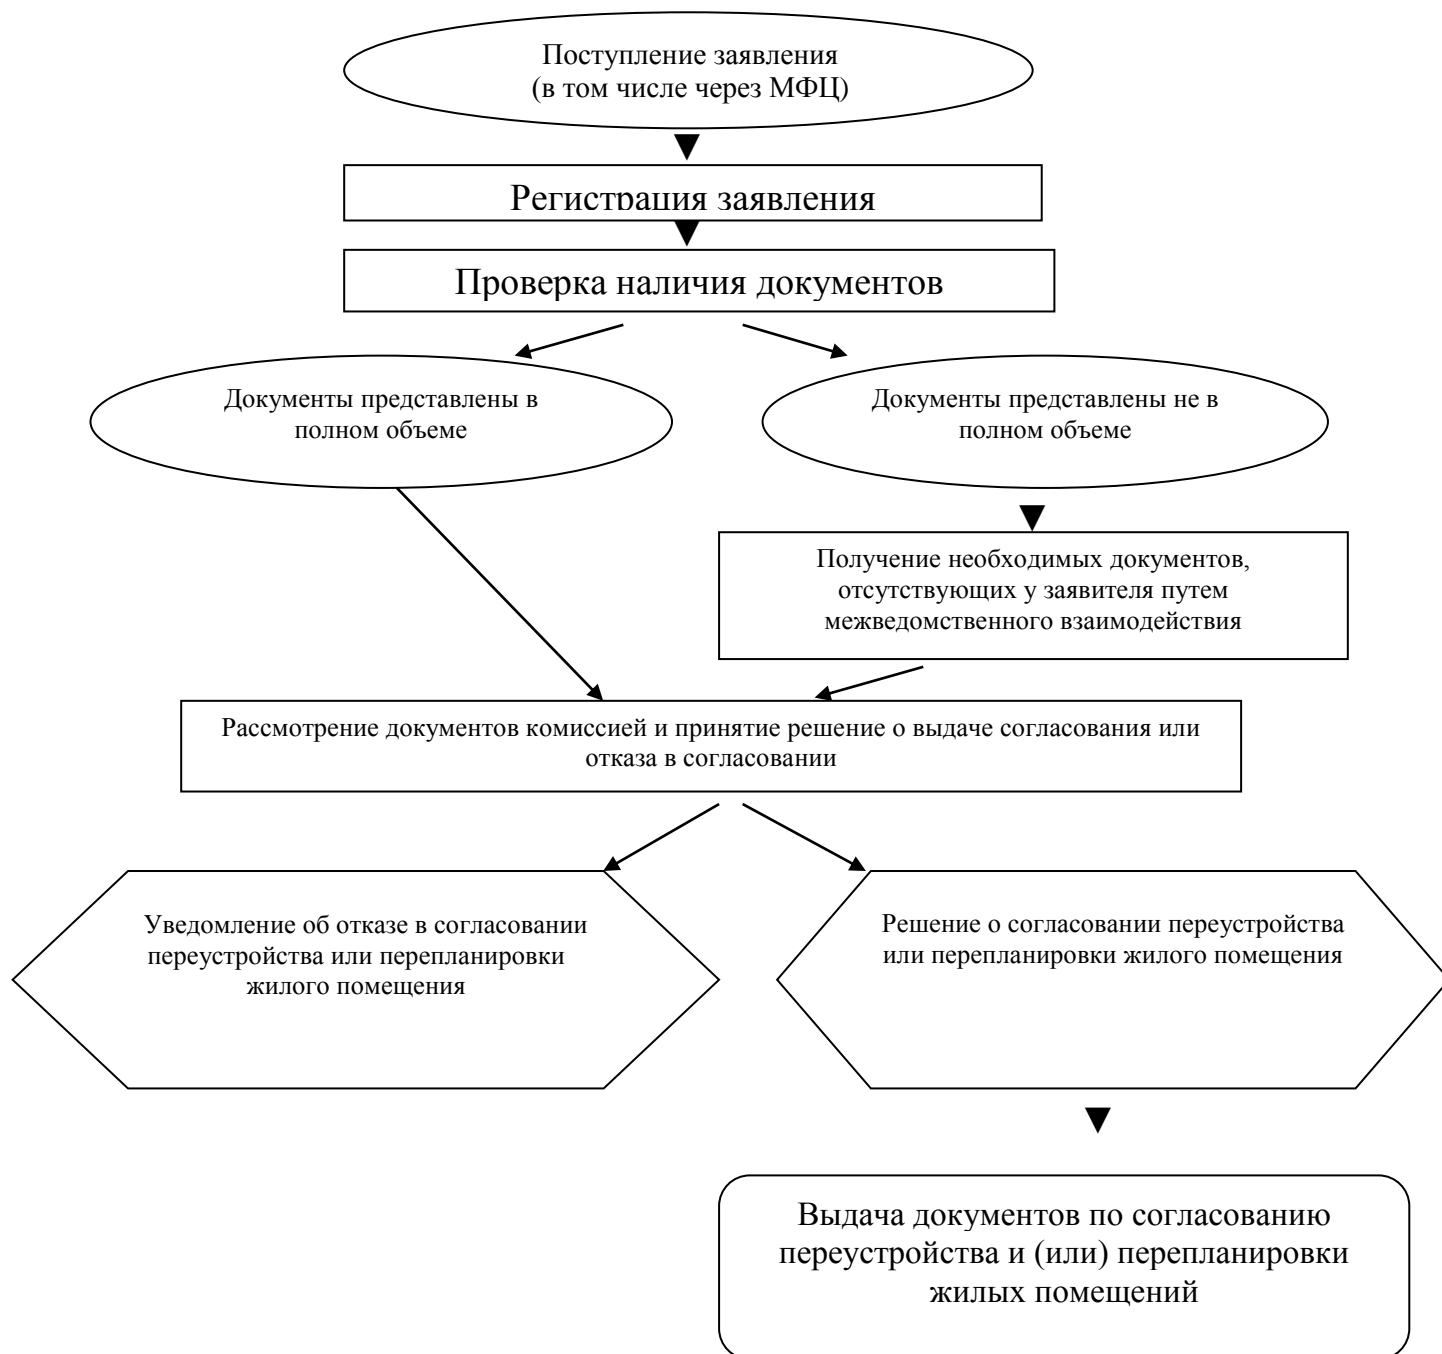 Поступление заявления
(в том числе через МФЦ)
Регистрация заявления
Проверка наличия документов
Документы представлены в
полном объеме
Документы представлены не в
полном объеме
Получение необходимых документов,
отсутствующих у заявителя путем
межведомственного взаимодействия
Рассмотрение документов комиссией и принятие решение о выдаче согласования или
отказа в согласовании
Уведомление об отказе в согласовании
переустройства или перепланировки
жилого помещения
Решение о согласовании переустройства
или перепланировки жилого помещения
Выдача документов по согласованию
переустройства и (или) перепланировки
жилых помещений